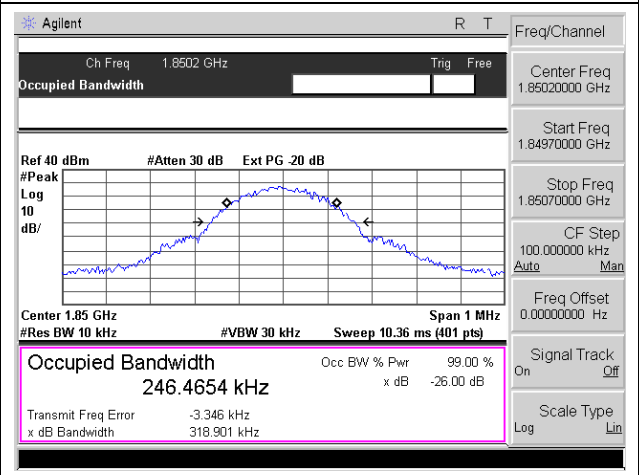 Agilent R T
Freq/Channel
Ch Freq 1.8502 GHz Trig Free
Occupied Bandwidth
Center Freq
1.85020000 GHz
Start Freq
1.84970000 GHz
Stop Freq
1.85070000 GHz
CF Step
100.000000 kHz
Auto Man
Freq Offset
0.00000000 Hz
Signal Track
On Off
Scale Type
Log Lin
Ref 40 dBm #Atten 30 dB Ext PG -20 dB
#Peak
Log
10
dB/
Center 1.85 GHz Span 1 MHz
#Res BW 10 kHz #VBW 30 kHz Sweep 10.36 ms (401 pts)
Occupied Bandwidth Occ BW % Pwr 99.00 %
246.4654 kHz x dB -26.00 dB
Transmit Freq Error -3.346 kHz
x dB Bandwidth 318.901 kHz